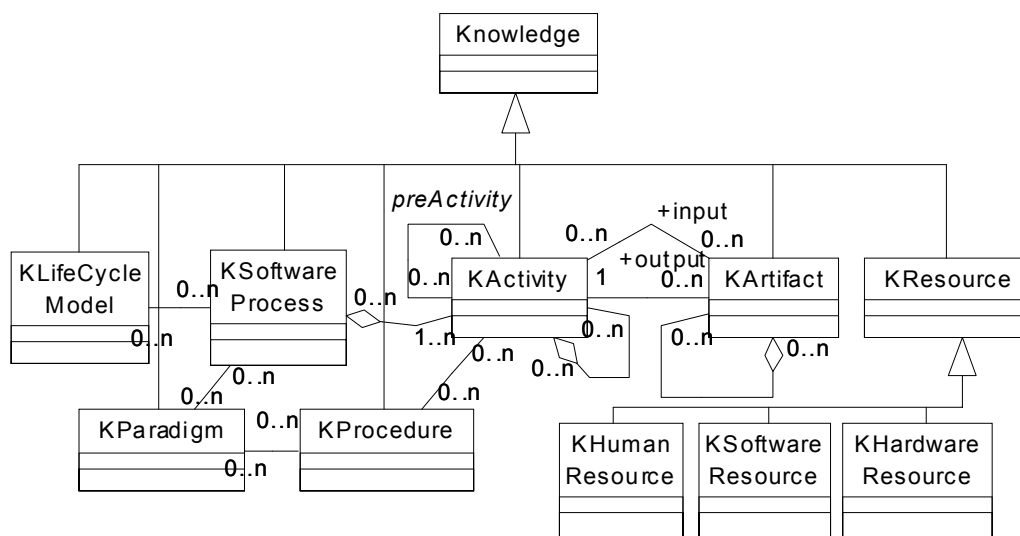 Knowledge
preActivity
+input
0..n
0..n
0..n
KLifeCycle
Model
KSoftware
Process
0..n
0..n
0..n
KActivity
1
+output
0..n
KArtifact
KResource
0..n
1..n
0..n
0..n
0..n
0..n
0..n
0..n
0..n
0..n
KParadigm
0..n
0..n
KProcedure
KHuman
Resource
KSoftware
Resource
KHardware
Resource